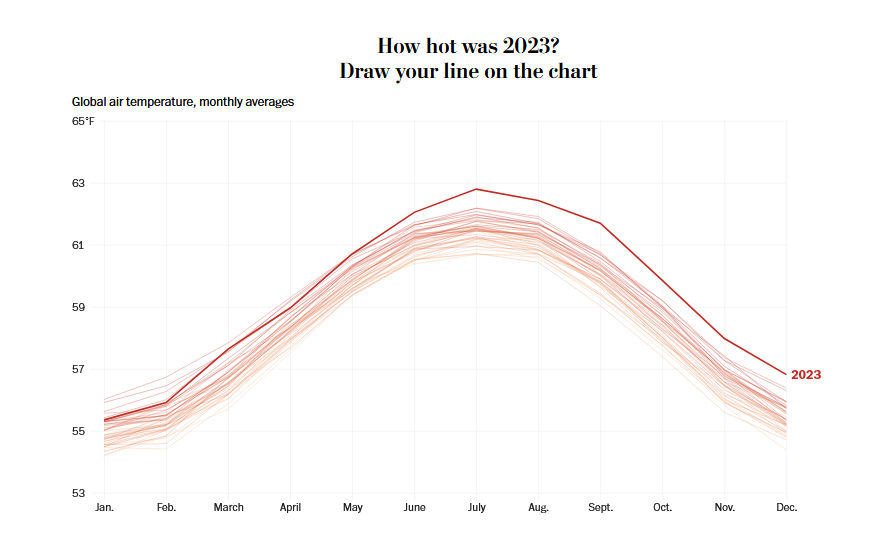 How hot was 2023?
Draw your line on the chart
Global air temperature, monthly averages
65°F
63
61
59
57
2023
55
53
Jan. Feb. March April May June July Aug. Sept. Oct. Nov. Dec.